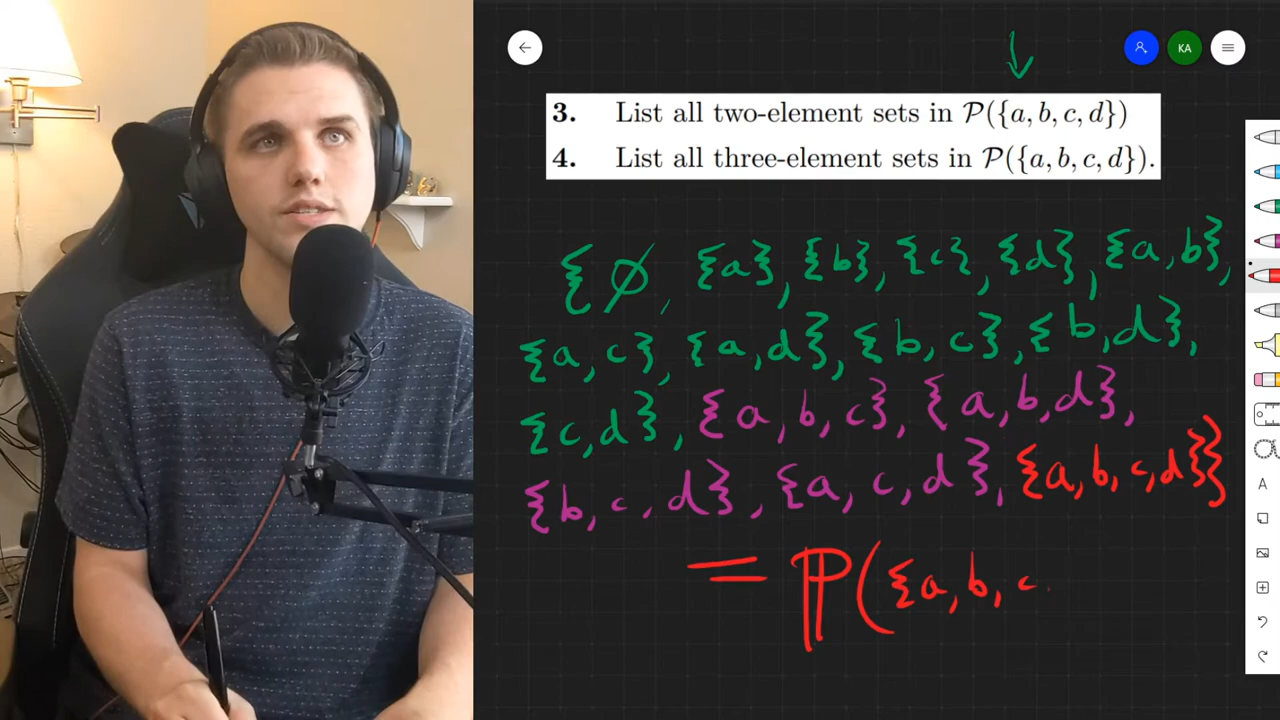 KA
3. List all two-element sets in 𝒫({a, b, c, d})
4. List all three-element sets in 𝒫({a, b, c, d}).
{∅, {a}, {b}, {c}, {d}, {a, b},
{a, c}, {a, d}, {b, c}, {b, d},
{c, d}, {a, b, c}, {a, b, d},
{b, c, d}, {a, c, d}, {a, b, c, d}}
= ℙ({a, b, c
A